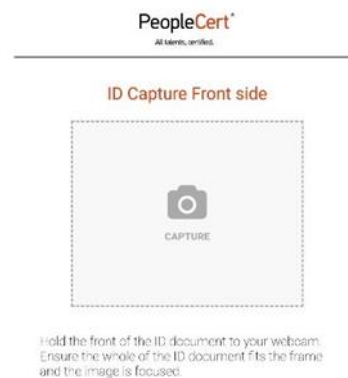 PeopleCert
All talents, certified.
ID Capture Front side
CAPTURE
Hold the front of the ID document to your webcam.
Ensure the whole of the ID document fits the frame
and the image is focused.